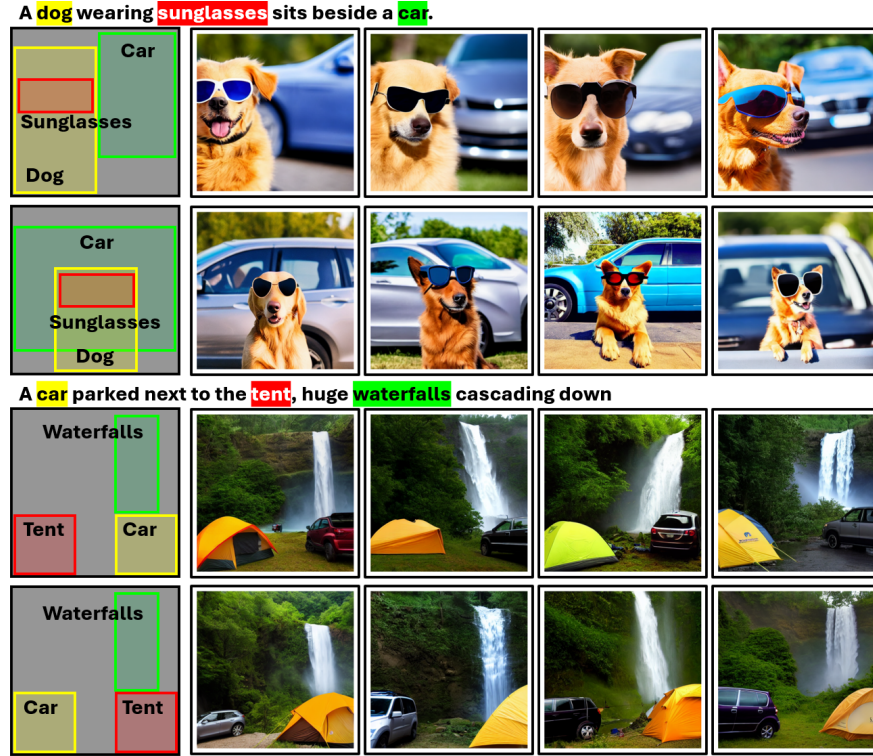 A dog wearing sunglasses sits beside a car.
Car
Sunglasses
Dog
Car
Sunglasses
Dog
A car parked next to the tent, huge waterfalls cascading down
Waterfalls
Tent Car
Waterfalls
Car Tent